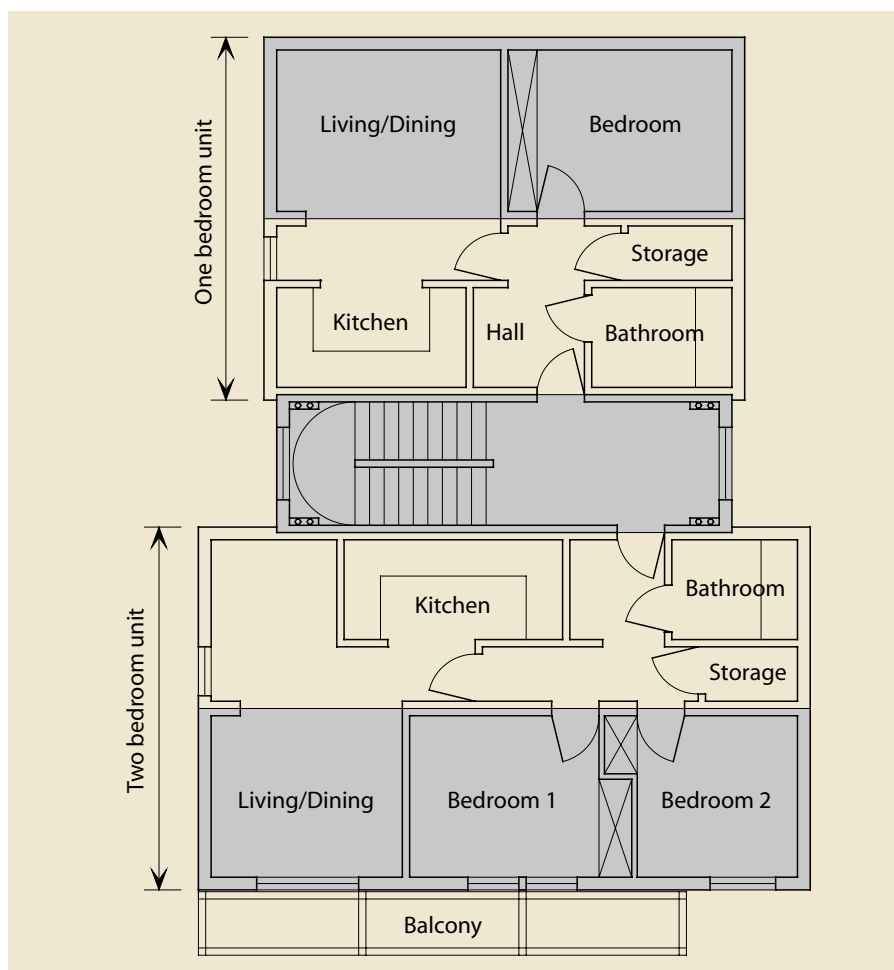 One bedroom unit
Living/Dining
Bedroom
Storage
Kitchen
Hall
Bathroom
Two bedroom unit
Kitchen
Bathroom
Storage
Living/Dining
Bedroom 1
Bedroom 2
Balcony